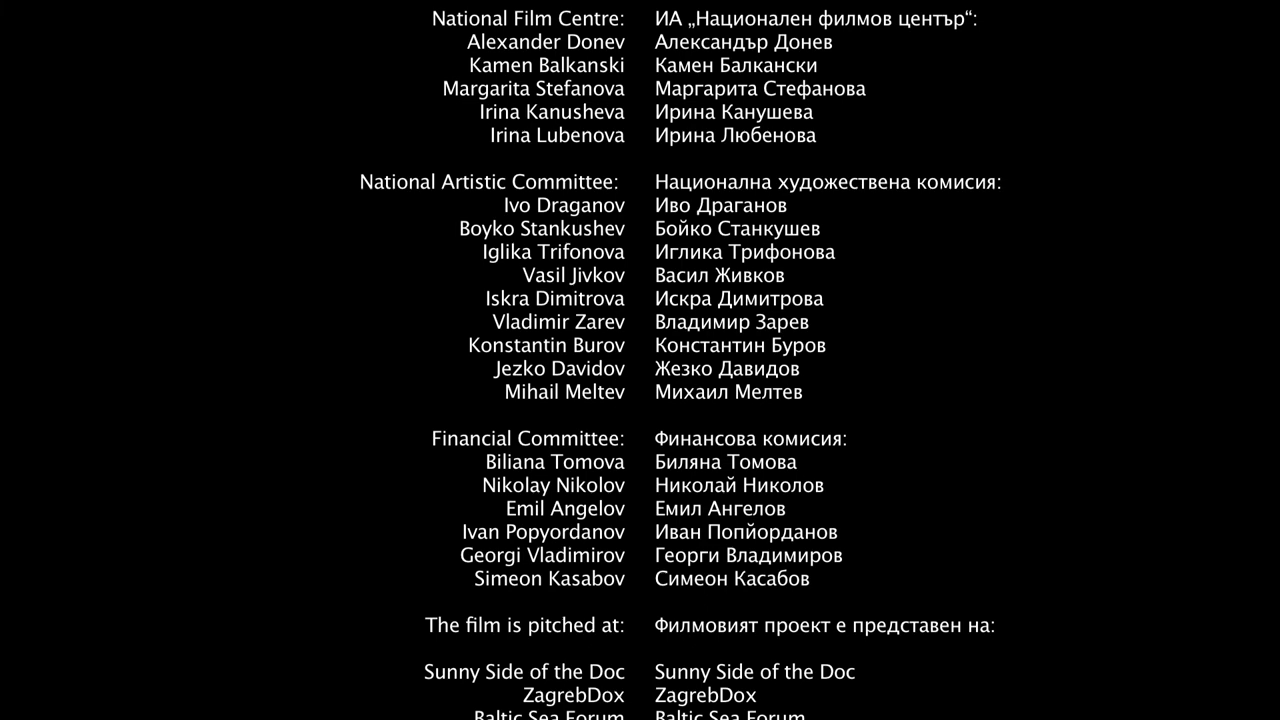 National Film Centre: ИА „Национален филмов център“:
Alexander Donev Александър Донев
Kamen Balkanski Камен Балкански
Margarita Stefanova Маргарита Стефанова
Irina Kanusheva Ирина Канушева
Irina Lubenova Ирина Любенова
National Artistic Committee: Национална художествена комисия:
Ivo Draganov Иво Драганов
Boyko Stankushev Бойко Станкушев
Iglika Trifonova Иглика Трифонова
Vasil Jivkov Васил Живков
Iskra Dimitrova Искра Димитрова
Vladimir Zarev Владимир Зарев
Konstantin Burov Константин Буров
Jezko Davidov Жезко Давидов
Mihail Meltev Михаил Мелтев
Financial Committee: Финансова комисия:
Biliana Tomova Биляна Томова
Nikolay Nikolov Николай Николов
Emil Angelov Емил Ангелов
Ivan Popyordanov Иван Попйорданов
Georgi Vladimirov Георги Владимиров
Simeon Kasabov Симеон Касабов
The film is pitched at: Филмовият проект е представен на:
Sunny Side of the Doc Sunny Side of the Doc
ZagrebDox ZagrebDox
Baltic Sea Forum Baltic Sea Forum